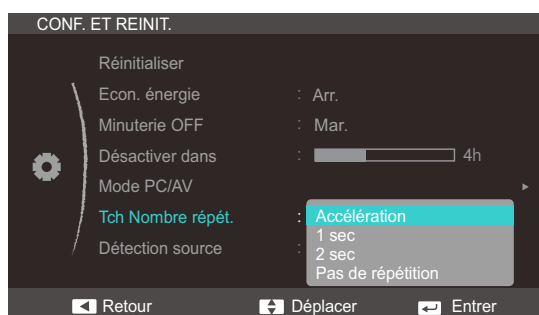 CONF. ET REINIT.
Réinitialiser
Econ. énergie : Arr.
Minuterie OFF : Mar.
Désactiver dans : 4h
Mode PC/AV
Tch Nombre répét. : Accélération
1 sec
2 sec
Pas de répétition
Détection source :
Retour Déplacer Entrer